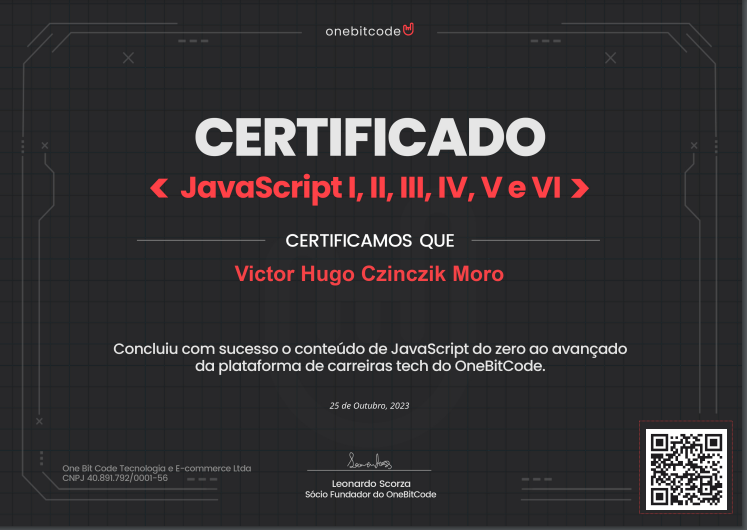 onebitcode
CERTIFICADO
JavaScript I, II, III, IV, V e VI
CERTIFICAMOS QUE
Victor Hugo Czinczik Moro
Concluiu com sucesso o conteúdo de JavaScript do zero ao avançado
da plataforma de carreiras tech do OneBitCode.
25 de Outubro, 2023
One Bit Code Tecnologia e E-commerce Ltda
CNPJ 40.891.792/0001-56
Leonardo Scorza
Sócio Fundador do OneBitCode